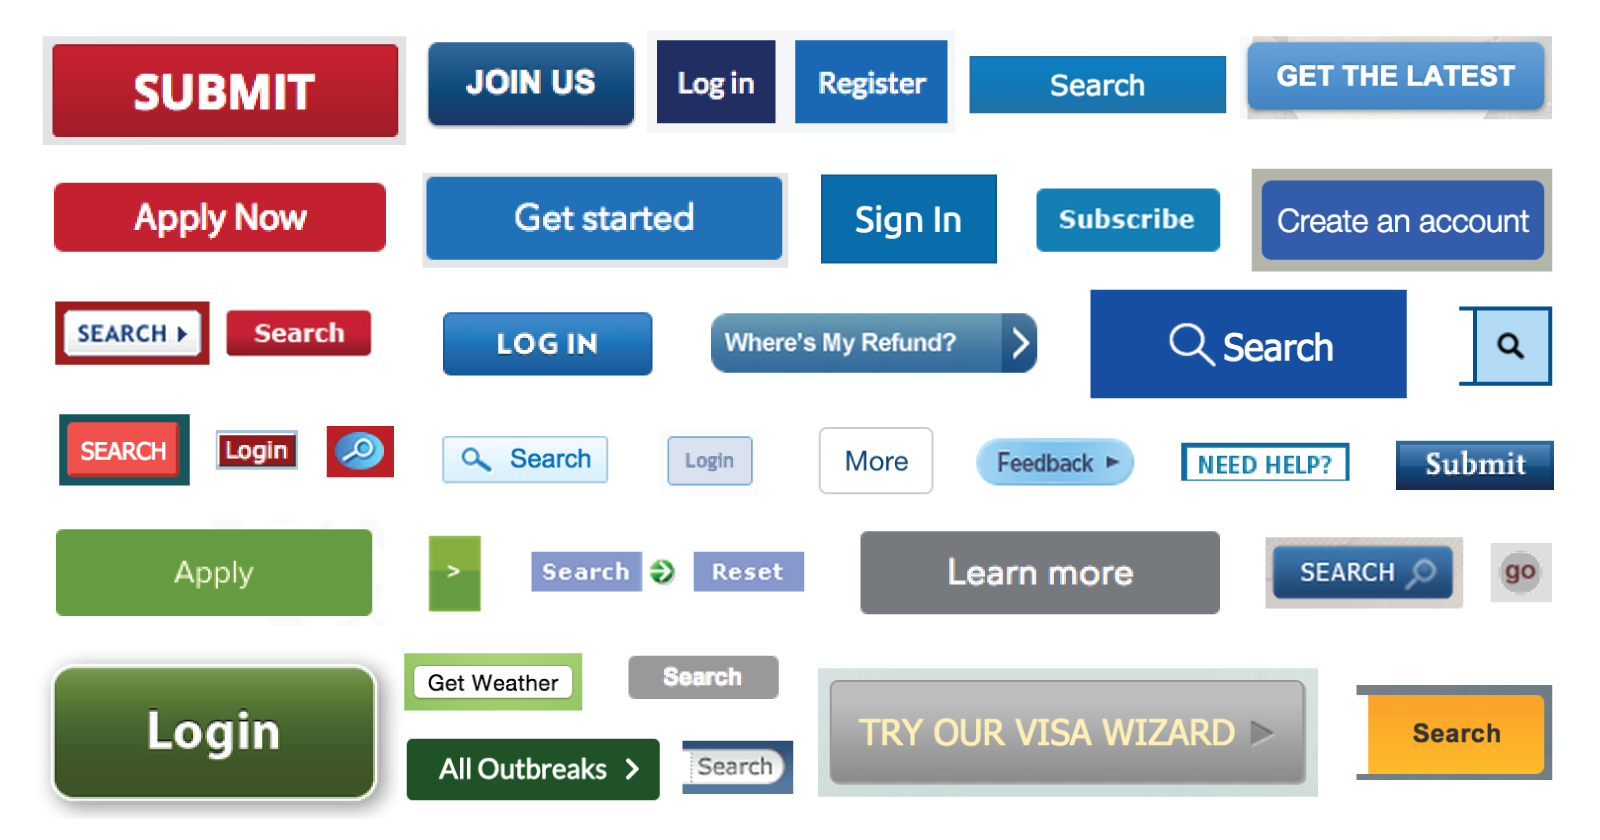 SUBMIT
JOIN US
Log in
Register
Search
GET THE LATEST
Apply Now
Get started
Sign In
Subscribe
Create an account
SEARCH
Search
LOG IN
Where's My Refund?
Search
SEARCH
Login
Search
Login
More
Feedback
NEED HELP?
Submit
Apply
>
Search
Reset
Learn more
SEARCH
go
Login
Get Weather
Search
TRY OUR VISA WIZARD
Search
All Outbreaks
Search